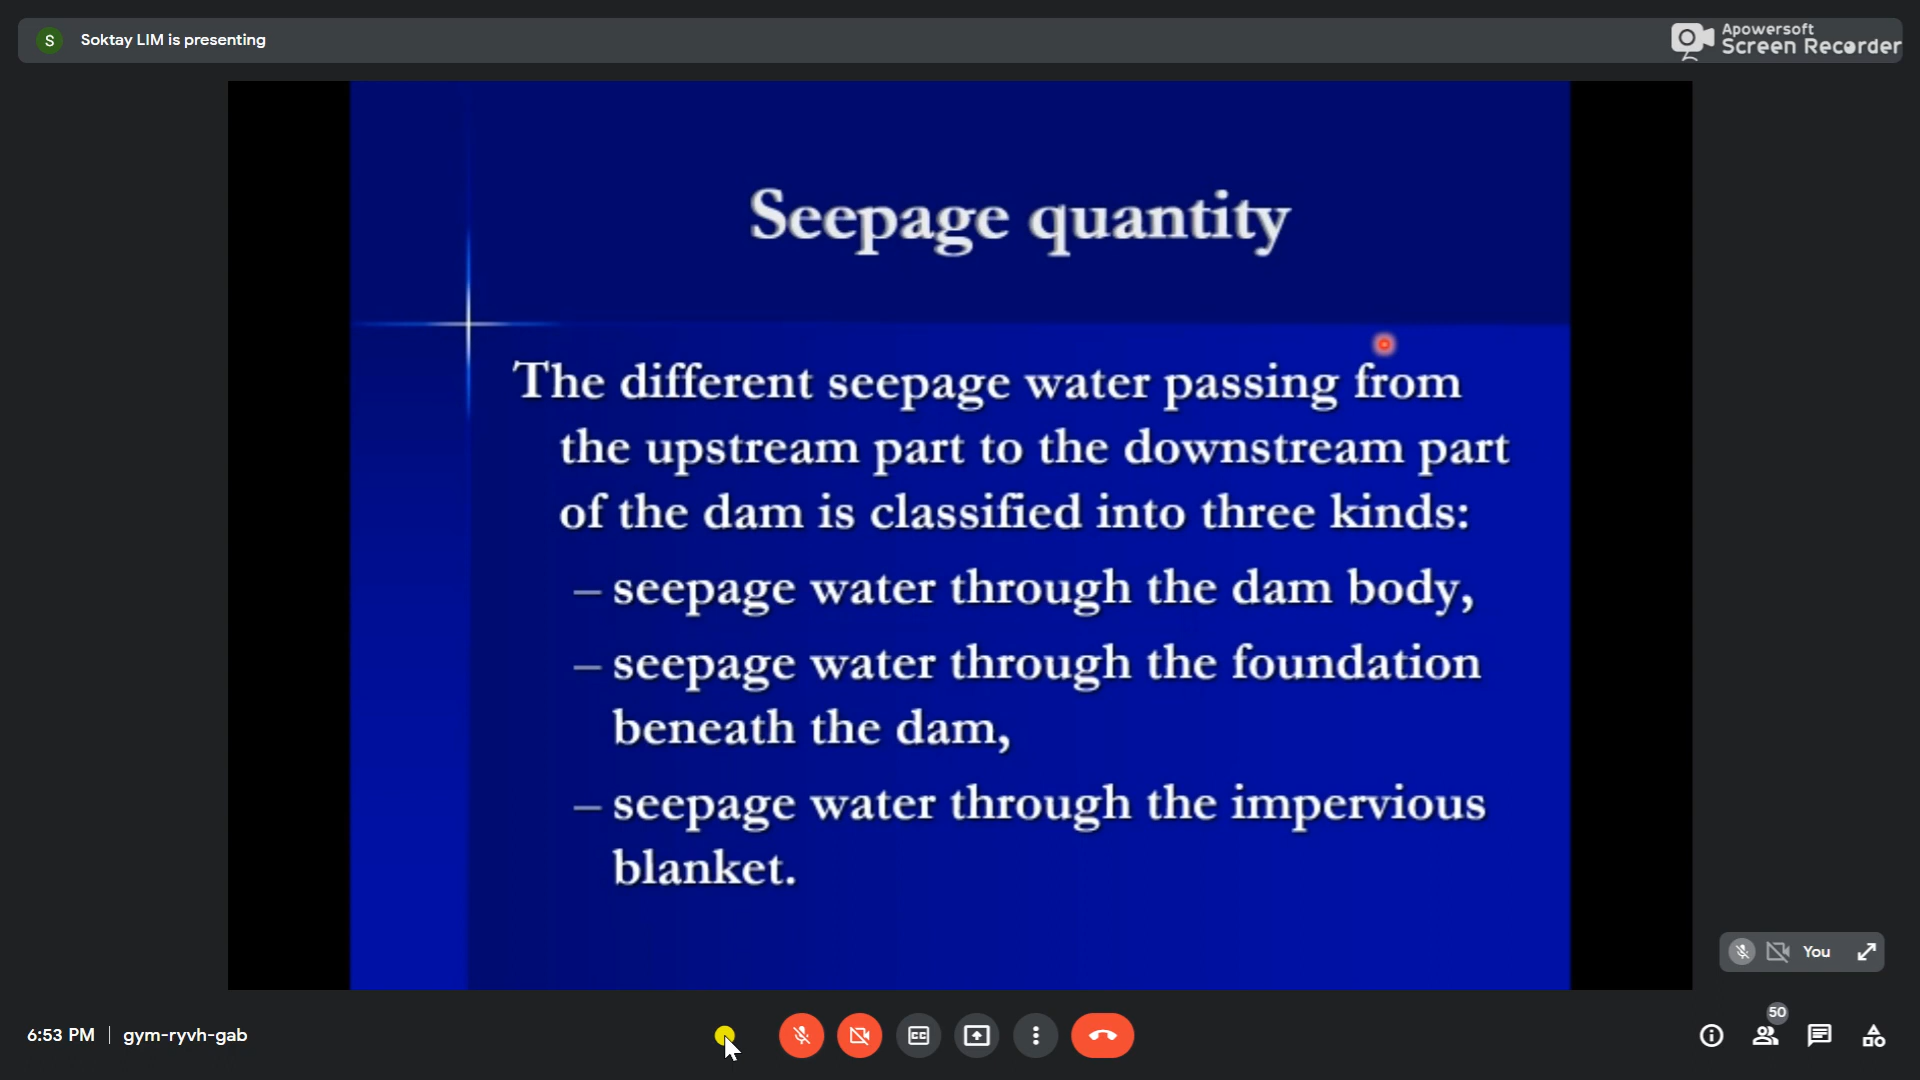 S Soktay LIM is presenting
Apowersoft
Screen Recorder
Seepage quantity
The different seepage water passing from
the upstream part to the downstream part
of the dam is classified into three kinds:
– seepage water through the dam body,
– seepage water through the foundation
beneath the dam,
– seepage water through the impervious
blanket.
You
6:53 PM | gym-ryvh-gab
CC
50